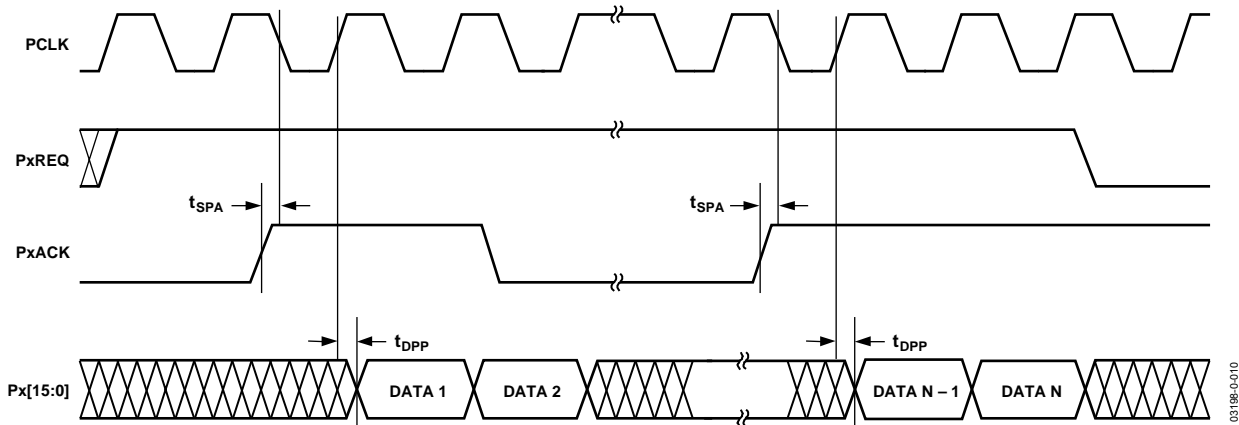 PCLK
PxREQ
tSPA tSPA
PxACK
tDPP tDPP
Px[15:0] DATA 1 DATA 2 DATA N – 1 DATA N
03198-0-010